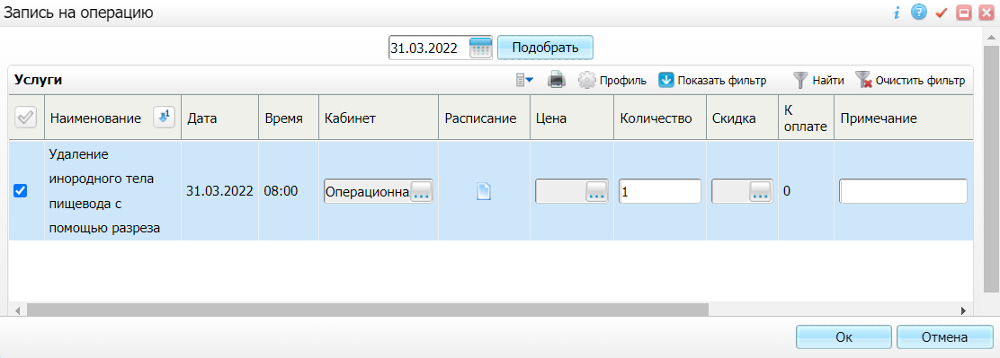 Запись на операцию
31.03.2022 Подобрать
Услуги Профиль Показать фильтр Найти Очистить фильтр
Наименование Дата Время Кабинет Расписание Цена Количество Скидка К оплате Примечание
Удаление
инородного тела
пищевода с
помощью разреза
31.03.2022 08:00 Операционна ... ... 1 ... 0
Ок Отмена